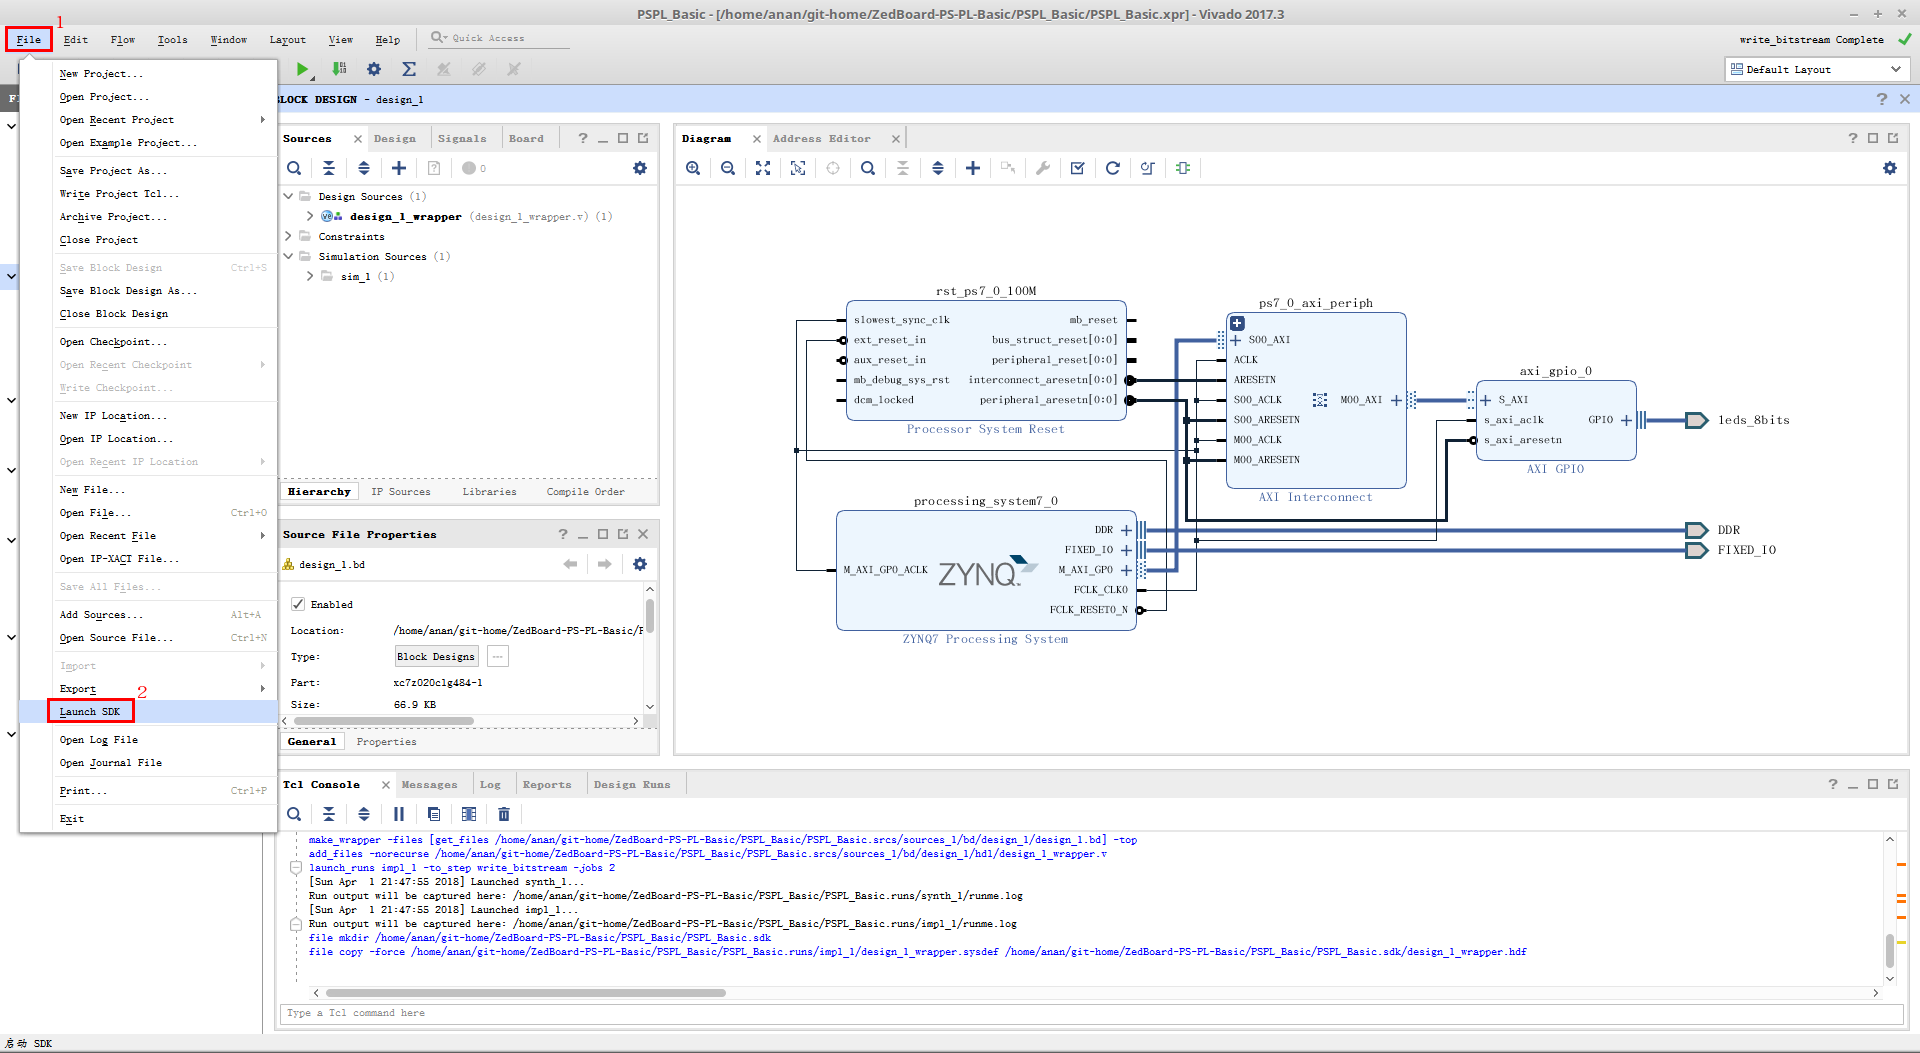 PSPL_Basic - [/home/anan/git-home/ZedBoard-PS-PL-Basic/PSPL_Basic/PSPL_Basic.xpr] - Vivado 2017.3
1
File Edit Flow Tools Window Layout View Help Quick Access
write_bitstream Complete
Default Layout
BLOCK DESIGN - design_1
New Project...
Open Project...
Open Recent Project
Open Example Project...
Save Project As...
Write Project Tcl...
Archive Project...
Close Project
Save Block Design Ctrl+S
Save Block Design As...
Close Block Design
Open Checkpoint...
Open Recent Checkpoint
Write Checkpoint...
New IP Location...
Open IP Location...
Open Recent IP Location
New File...
Open File... Ctrl+O
Open Recent File
Open IP-XACT File...
Save All Files...
Add Sources... Alt+A
Open Source File... Ctrl+N
Import
Export
2
Launch SDK
Open Log File
Open Journal File
Print... Ctrl+P
Exit
Sources Design Signals Board
0
Design Sources (1)
design_1_wrapper (design_1_wrapper.v) (1)
Constraints
Simulation Sources (1)
sim_1 (1)
Hierarchy IP Sources Libraries Compile Order
Source File Properties
design_1.bd
Enabled
Location: /home/anan/git-home/ZedBoard-PS-PL-Basic/P
Type: Block Designs ...
Part: xc7z020clg484-1
Size: 66.9 KB
General Properties
Diagram Address Editor
rst_ps7_0_100M
slowest_sync_clk
ext_reset_in
aux_reset_in
mb_debug_sys_rst
dcm_locked
mb_reset
bus_struct_reset[0:0]
peripheral_reset[0:0]
interconnect_aresetn[0:0]
peripheral_aresetn[0:0]
Processor System Reset
ps7_0_axi_periph
S00_AXI
ACLK
ARESETN
S00_ACLK
S00_ARESETN
M00_ACLK
M00_ARESETN
M00_AXI
AXI Interconnect
axi_gpio_0
S_AXI
s_axi_aclk
s_axi_aresetn
GPIO
AXI GPIO
leds_8bits
processing_system7_0
M_AXI_GP0_ACLK
ZYNQ
DDR
FIXED_IO
M_AXI_GP0
FCLK_CLK0
FCLK_RESET0_N
ZYNQ7 Processing System
DDR
FIXED_IO
Tcl Console Messages Log Reports Design Runs
make_wrapper -files [get_files /home/anan/git-home/ZedBoard-PS-PL-Basic/PSPL_Basic/PSPL_Basic.srcs/sources_1/bd/design_1/design_1.bd] -top
add_files -norecurse /home/anan/git-home/ZedBoard-PS-PL-Basic/PSPL_Basic/PSPL_Basic.srcs/sources_1/bd/design_1/hdl/design_1_wrapper.v
launch_runs impl_1 -to_step write_bitstream -jobs 2
[Sun Apr  1 21:47:55 2018] Launched synth_1...
Run output will be captured here: /home/anan/git-home/ZedBoard-PS-PL-Basic/PSPL_Basic/PSPL_Basic.runs/synth_1/runme.log
[Sun Apr  1 21:47:55 2018] Launched impl_1...
Run output will be captured here: /home/anan/git-home/ZedBoard-PS-PL-Basic/PSPL_Basic/PSPL_Basic.runs/impl_1/runme.log
file mkdir /home/anan/git-home/ZedBoard-PS-PL-Basic/PSPL_Basic/PSPL_Basic.sdk
file copy -force /home/anan/git-home/ZedBoard-PS-PL-Basic/PSPL_Basic/PSPL_Basic.runs/impl_1/design_1_wrapper.sysdef /home/anan/git-home/ZedBoard-PS-PL-Basic/PSPL_Basic/PSPL_Basic.sdk/design_1_wrapper.hdf
Type a Tcl command here
启动 SDK